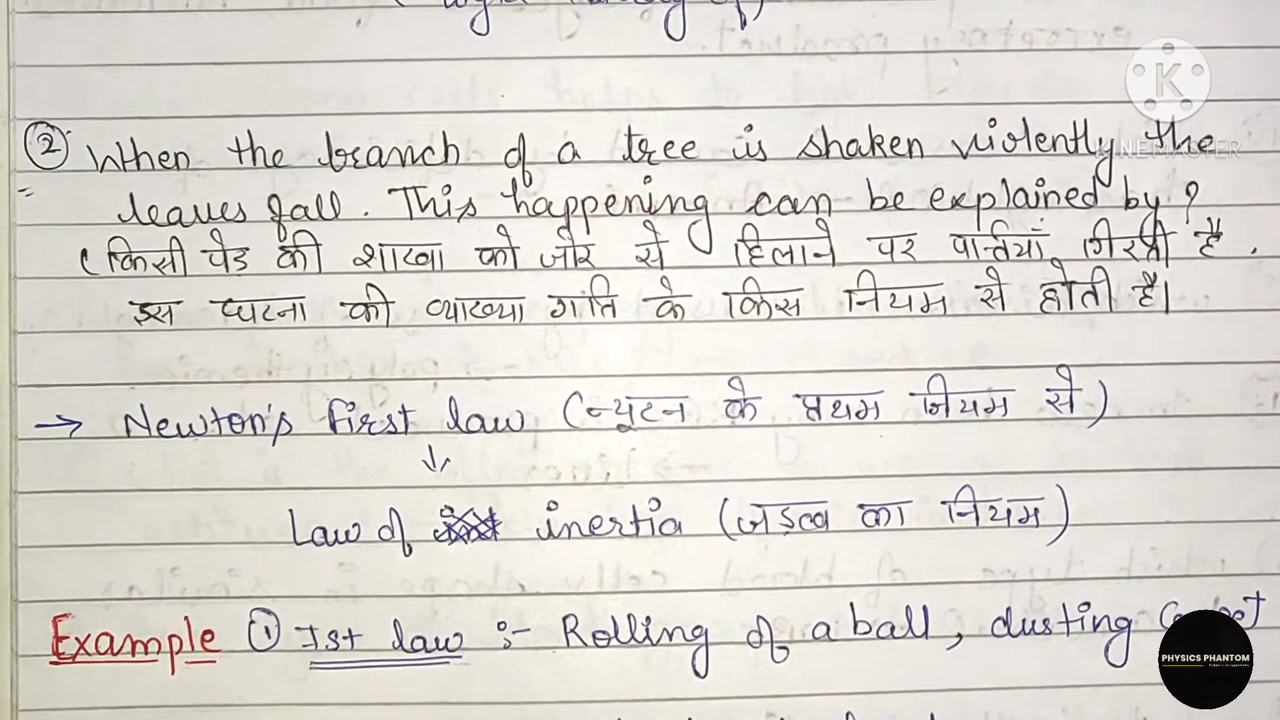 ② When the branch of a tree is shaken violently the
leaves fall. This happening can be explained by?
(किसी पेड की शाखा को जोर से हिलाने पर पत्तियां गिरती है.
इस घटना की व्याख्या गति के किस नियम से होती है।
→ Newton's first law (न्यूटन के प्रथम नियम से)
↓
Law of inertia (जड़त्व का नियम)
Example ① Ist law :- Rolling of a ball, dusting
K
KINEMASTER
PHYSICS PHANTOM